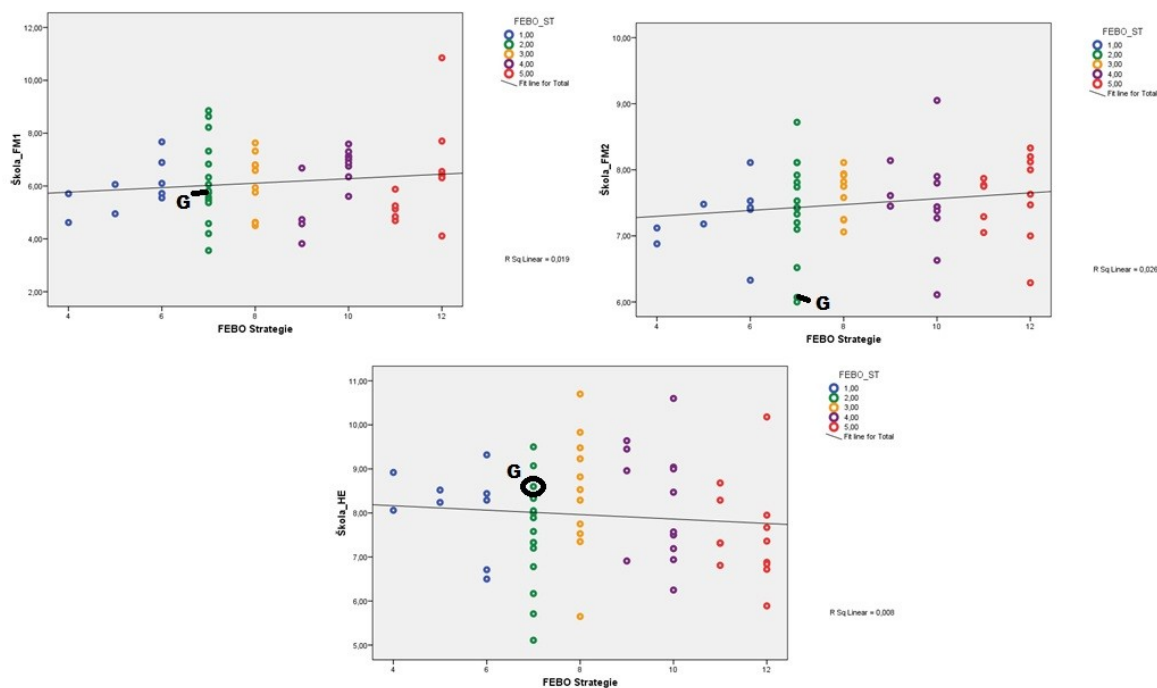 12,00
10,00
8,00
6,00
4,00
2,00
Škola_FM1
G
4
6
8
10
12
FEBO Strategie
FEBO_ST
1,00
2,00
3,00
4,00
5,00
Fit line for Total
R Sq Linear = 0,019
10,00
9,00
8,00
7,00
6,00
Škola_FM2
G
4
6
8
10
12
FEBO Strategie
FEBO_ST
1,00
2,00
3,00
4,00
5,00
Fit line for Total
R Sq Linear = 0,026
11,00
10,00
9,00
8,00
7,00
6,00
5,00
Škola_HE
G
4
6
8
10
12
FEBO Strategie
FEBO_ST
1,00
2,00
3,00
4,00
5,00
Fit line for Total
R Sq Linear = 0,008